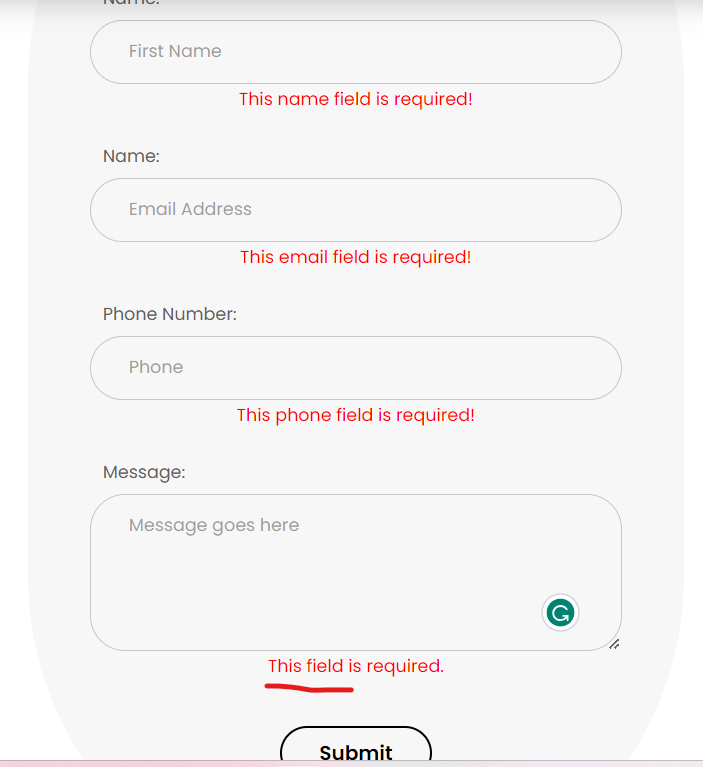 Name:
First Name
This name field is required!
Name:
Email Address
This email field is required!
Phone Number:
Phone
This phone field is required!
Message:
Message goes here
This field is required.
Submit